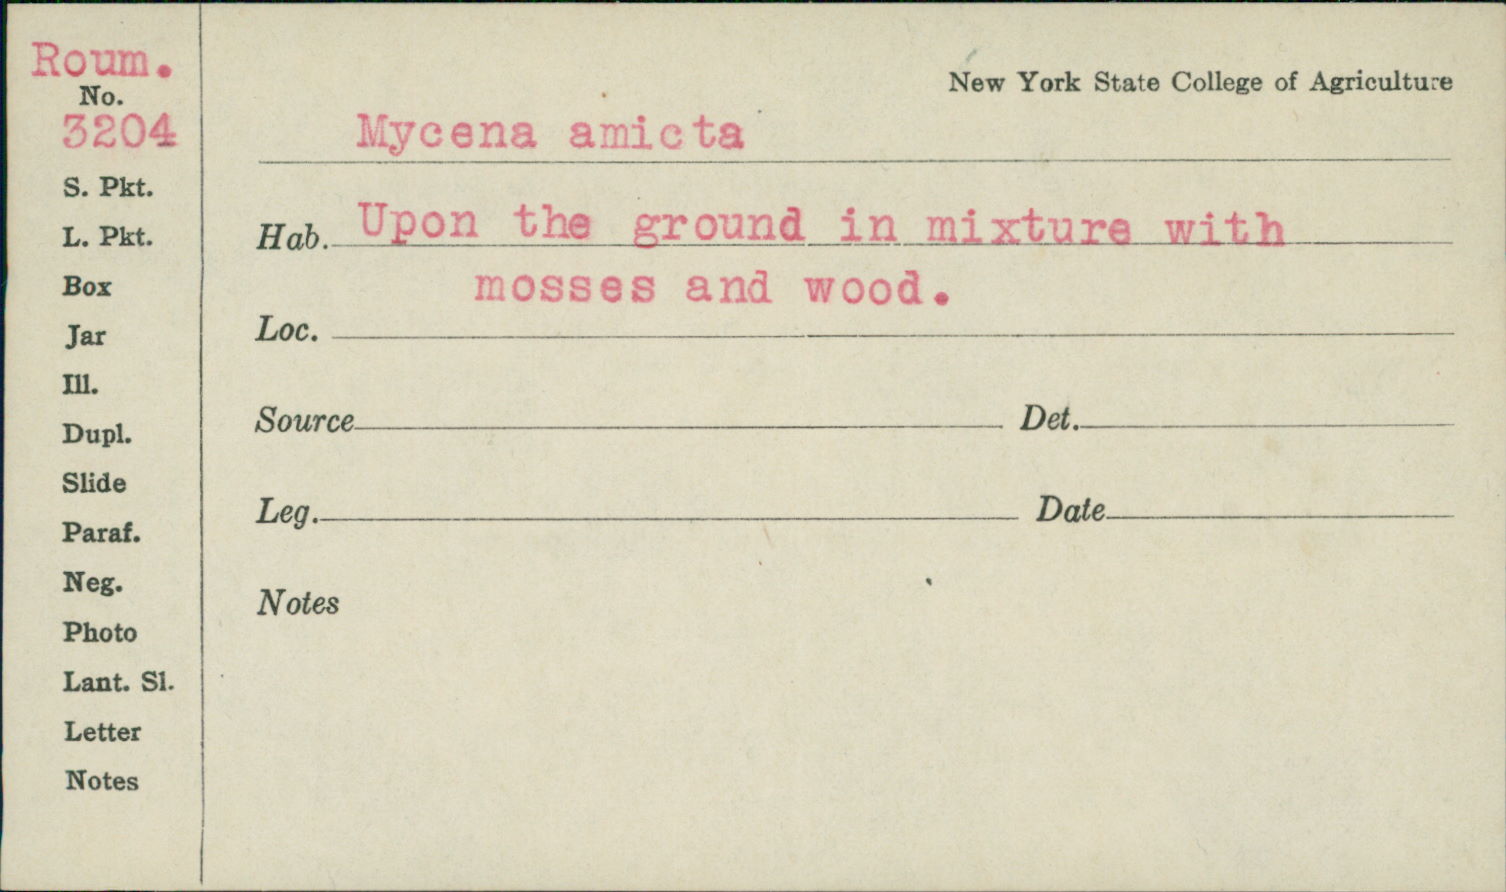 Roum.
No.
3204
S. Pkt.
L. Pkt.
Box
Jar
Ill.
Dupl.
Slide
Paraf.
Neg.
Photo
Lant. Sl.
Letter
Notes
New York State College of Agriculture
Mycena amicta
Hab. Upon the ground in mixture with
mosses and wood.
Loc.
Source Det.
Leg. Date
Notes